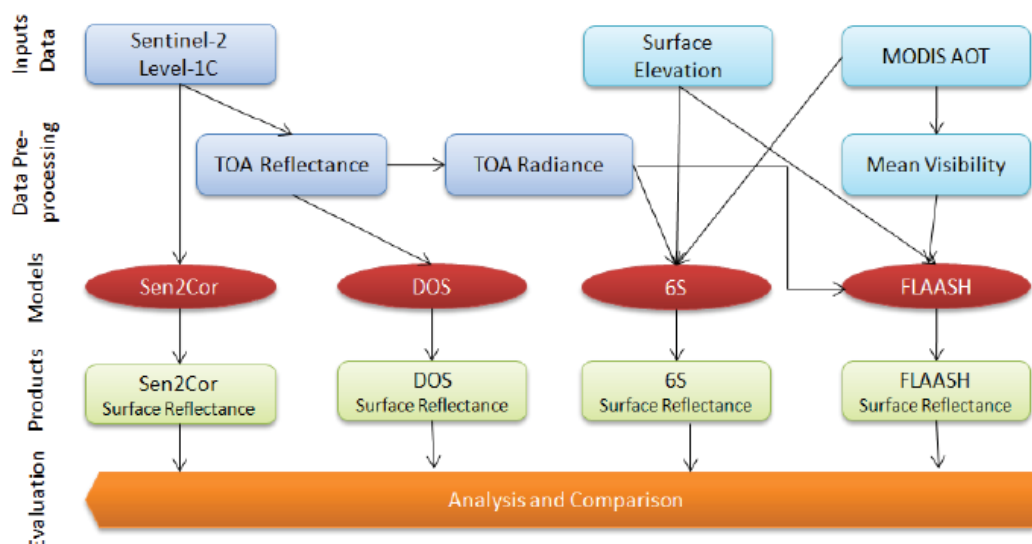 Inputs
Data
Sentinel-2
Level-1C
Surface
Elevation
MODIS AOT
Data Pre-
processing
TOA Reflectance
TOA Radiance
Mean Visibility
Models
Sen2Cor
DOS
6S
FLAASH
Products
Sen2Cor
Surface Reflectance
DOS
Surface Reflectance
6S
Surface Reflectance
FLAASH
Surface Reflectance
Evaluation
Analysis and Comparison